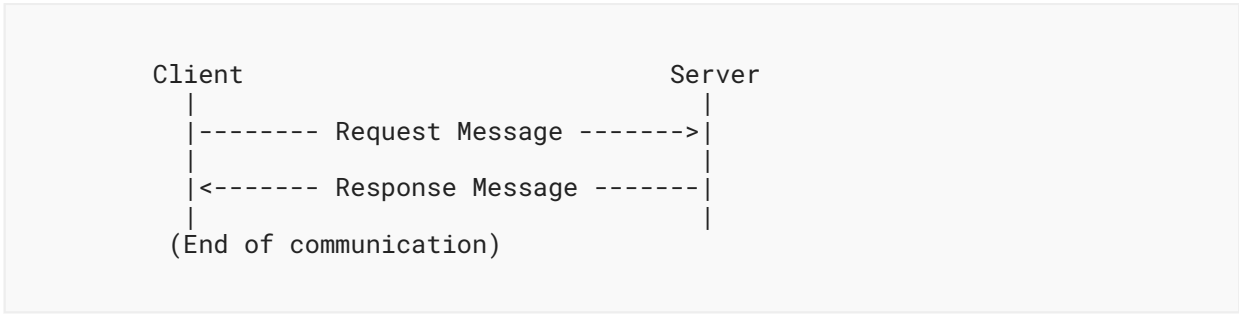 Client                            Server
  |                                  |
  |-------- Request Message ------->|
  |                                  |
  |<------- Response Message -------|
  |                                  |
 (End of communication)